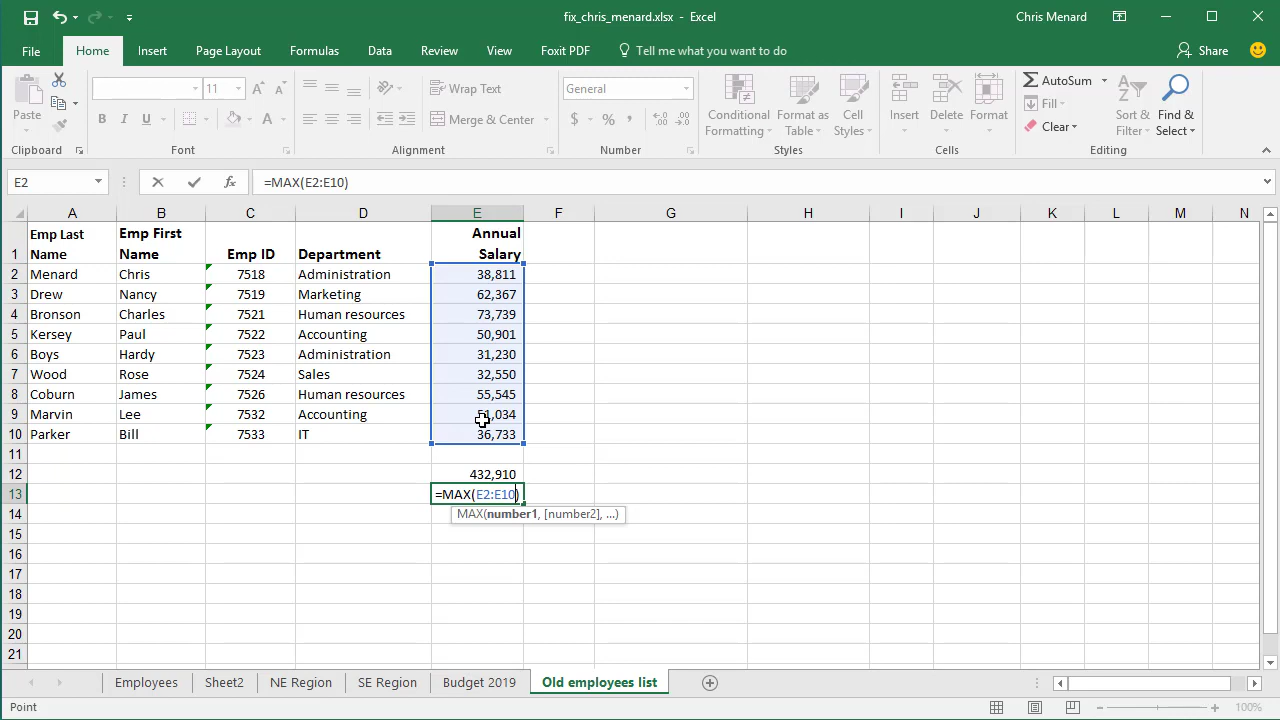 fix_chris_menard.xlsx - Excel
Chris Menard
File Home Insert Page Layout Formulas Data Review View Foxit PDF Tell me what you want to do Share
Paste
11
Wrap Text
Merge & Center
General
Conditional Formatting
Format as Table
Cell Styles
Insert
Delete
Format
AutoSum
Fill
Clear
Sort & Filter
Find & Select
Clipboard Font Alignment Number Styles Cells Editing
E2 =MAX(E2:E10)
A B C D E F G H I J K L M N
1 Emp Last Name Emp First Name Emp ID Department Annual Salary
2 Menard Chris 7518 Administration 38,811
3 Drew Nancy 7519 Marketing 62,367
4 Bronson Charles 7521 Human resources 73,739
5 Kersey Paul 7522 Accounting 50,901
6 Boys Hardy 7523 Administration 31,230
7 Wood Rose 7524 Sales 32,550
8 Coburn James 7526 Human resources 55,545
9 Marvin Lee 7532 Accounting
10 Parker Bill 7533 IT 36,733
11
12 432,910
13 =MAX(E2:E10)
14 MAX(number1, [number2], ...)
15
16
17
18
19
20
21
Employees Sheet2 NE Region SE Region Budget 2019 Old employees list
Point 100%